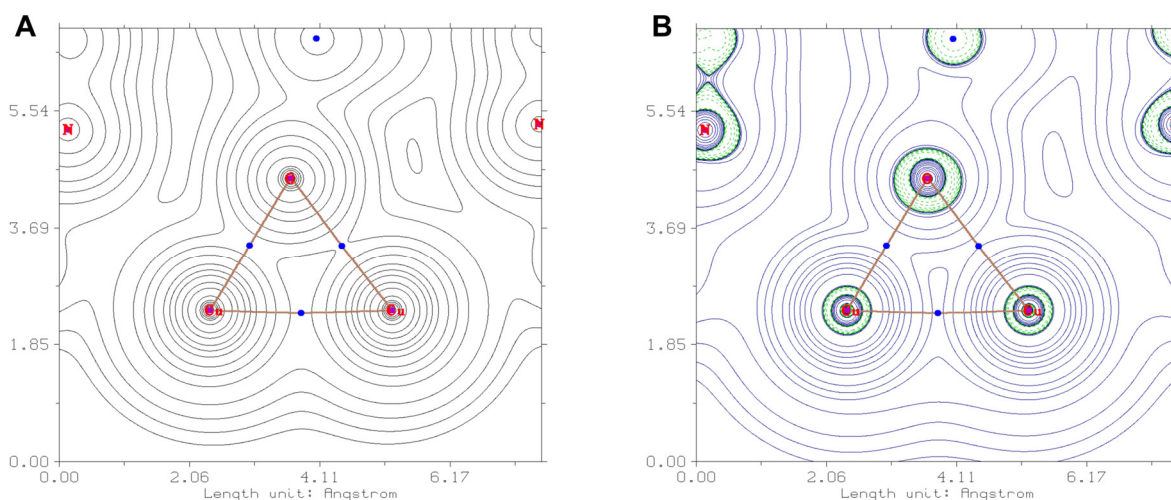 A
B
5.54
3.69
1.85
0.00
0.00 2.06 4.11 6.17
Length unit: Angstrom
N
N
u
u
5.54
3.69
1.85
0.00
0.00 2.06 4.11 6.17
Length unit: Angstrom
N
u
u